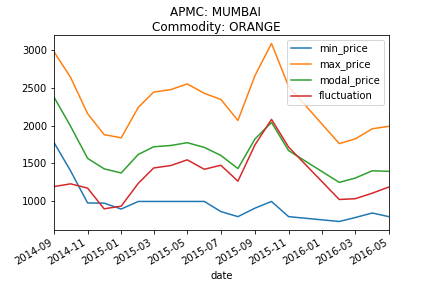 APMC: MUMBAI
Commodity: ORANGE
min_price
max_price
modal_price
fluctuation
3000
2500
2000
1500
1000
2014-09
2014-11
2015-01
2015-03
2015-05
2015-07
2015-09
2015-11
2016-01
2016-03
2016-05
date